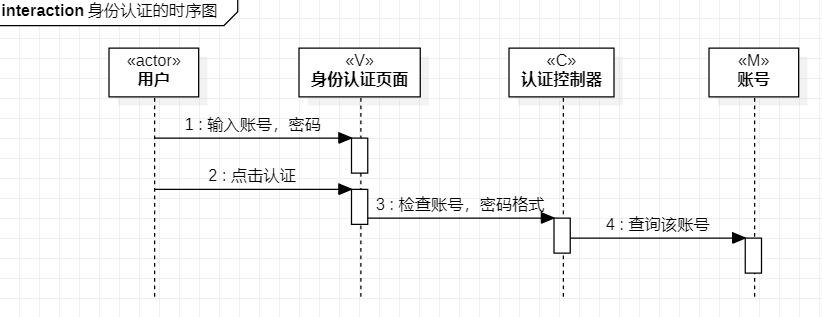 interaction 身份认证的时序图
«actor»
用户
«V»
身份认证页面
«C»
认证控制器
«M»
账号
1 : 输入账号，密码
2 : 点击认证
3 : 检查账号，密码格式
4 : 查询该账号